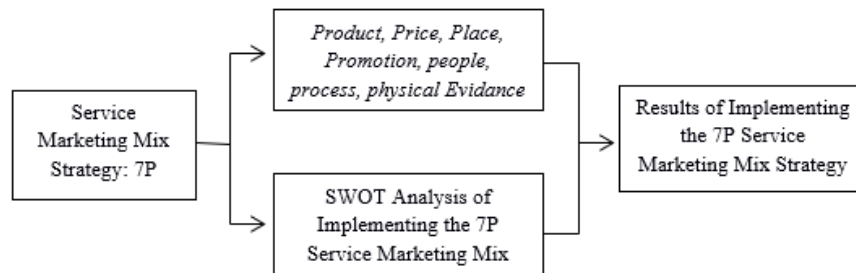 Service
Marketing Mix
Strategy: 7P
Product, Price, Place,
Promotion, people,
process, physical Evidence
SWOT Analysis of
Implementing the 7P
Service Marketing Mix
Results of Implementing
the 7P Service
Marketing Mix Strategy